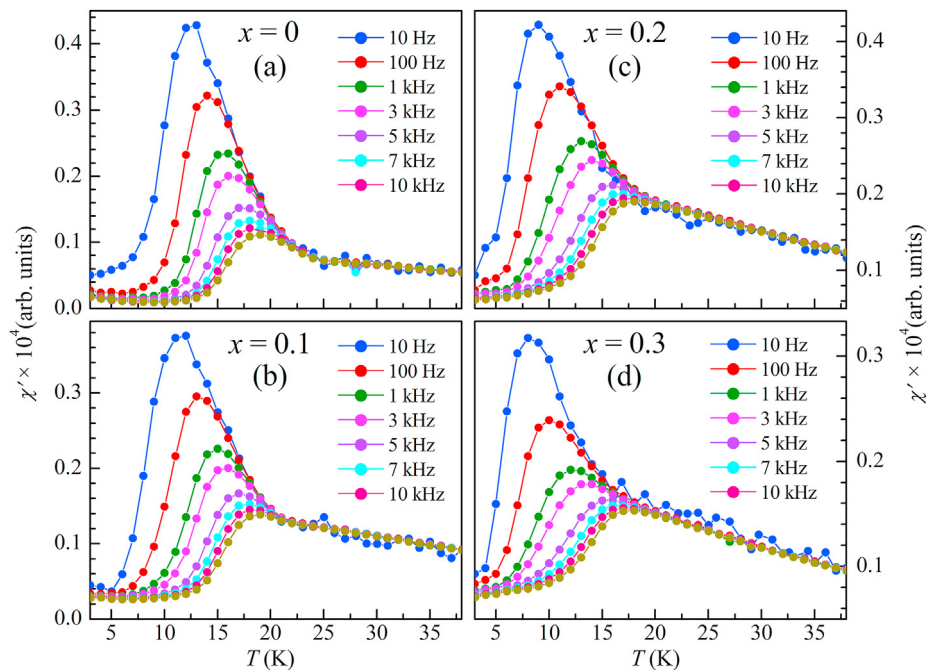 x = 0
(a)
10 Hz
100 Hz
1 kHz
3 kHz
5 kHz
7 kHz
10 kHz
0.4
0.3
0.2
0.1
0.0
x = 0.2
(c)
10 Hz
100 Hz
1 kHz
3 kHz
5 kHz
7 kHz
10 kHz
0.4
0.3
0.2
0.1
χ′ × 10⁴(arb. units)
χ′ × 10⁴(arb. units)
x = 0.1
(b)
10 Hz
100 Hz
1 kHz
3 kHz
5 kHz
7 kHz
10 kHz
0.3
0.2
0.1
0.0
5 10 15 20 25 30 35
T (K)
x = 0.3
(d)
10 Hz
100 Hz
1 kHz
3 kHz
5 kHz
7 kHz
10 kHz
0.3
0.2
0.1
5 10 15 20 25 30 35
T (K)